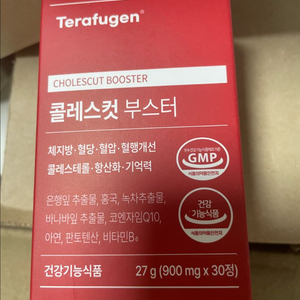 Terafugen®
CHOLESCUT BOOSTER
콜레스컷 부스터
체지방·혈당·혈압·혈행개선
콜레스테롤·항산화·기억력
GMP
식품의약품안전처
은행잎 추출물, 홍국, 녹차추출물,
바나바잎 추출물, 코엔자임Q10,
아연, 판토텐산, 비타민B₆
건강
기능식품
식품의약품안전처
건강기능식품
27 g (900 mg x 30정)